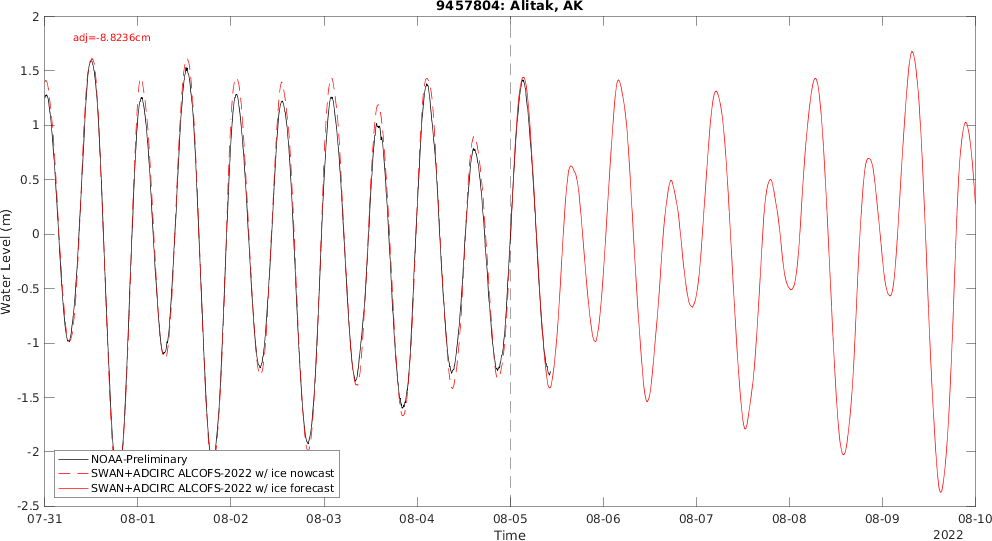 9457804: Alitak, AK
adj=-8.8236cm
Water Level (m)
2
1.5
1
0.5
0
-0.5
-1
-1.5
-2
-2.5
NOAA-Preliminary
SWAN+ADCIRC ALCOFS-2022 w/ ice nowcast
SWAN+ADCIRC ALCOFS-2022 w/ ice forecast
07-31 08-01 08-02 08-03 08-04 08-05 08-06 08-07 08-08 08-09 08-10
Time
2022